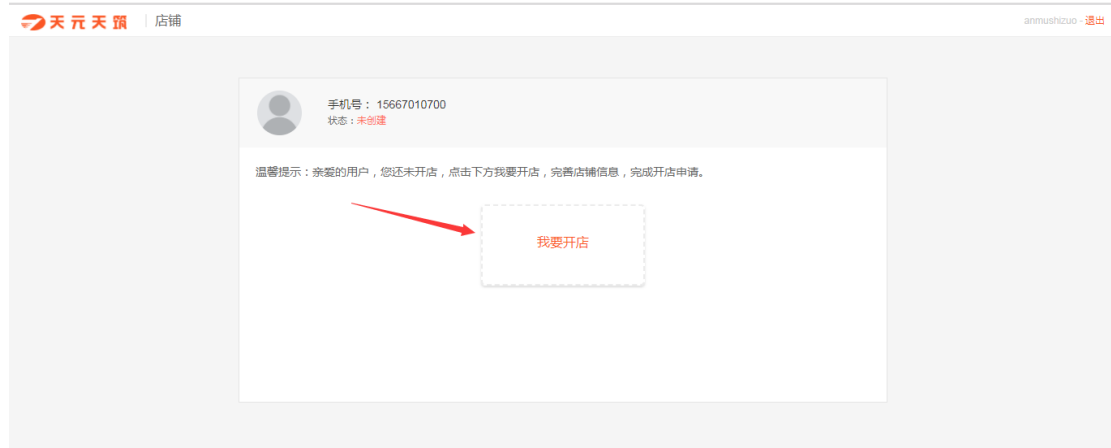 天元天筑 店铺 anmushizuo - 退出
手机号： 15667010700
状态：未创建
温馨提示：亲爱的用户，您还未开店，点击下方我要开店，完善店铺信息，完成开店申请。
我要开店